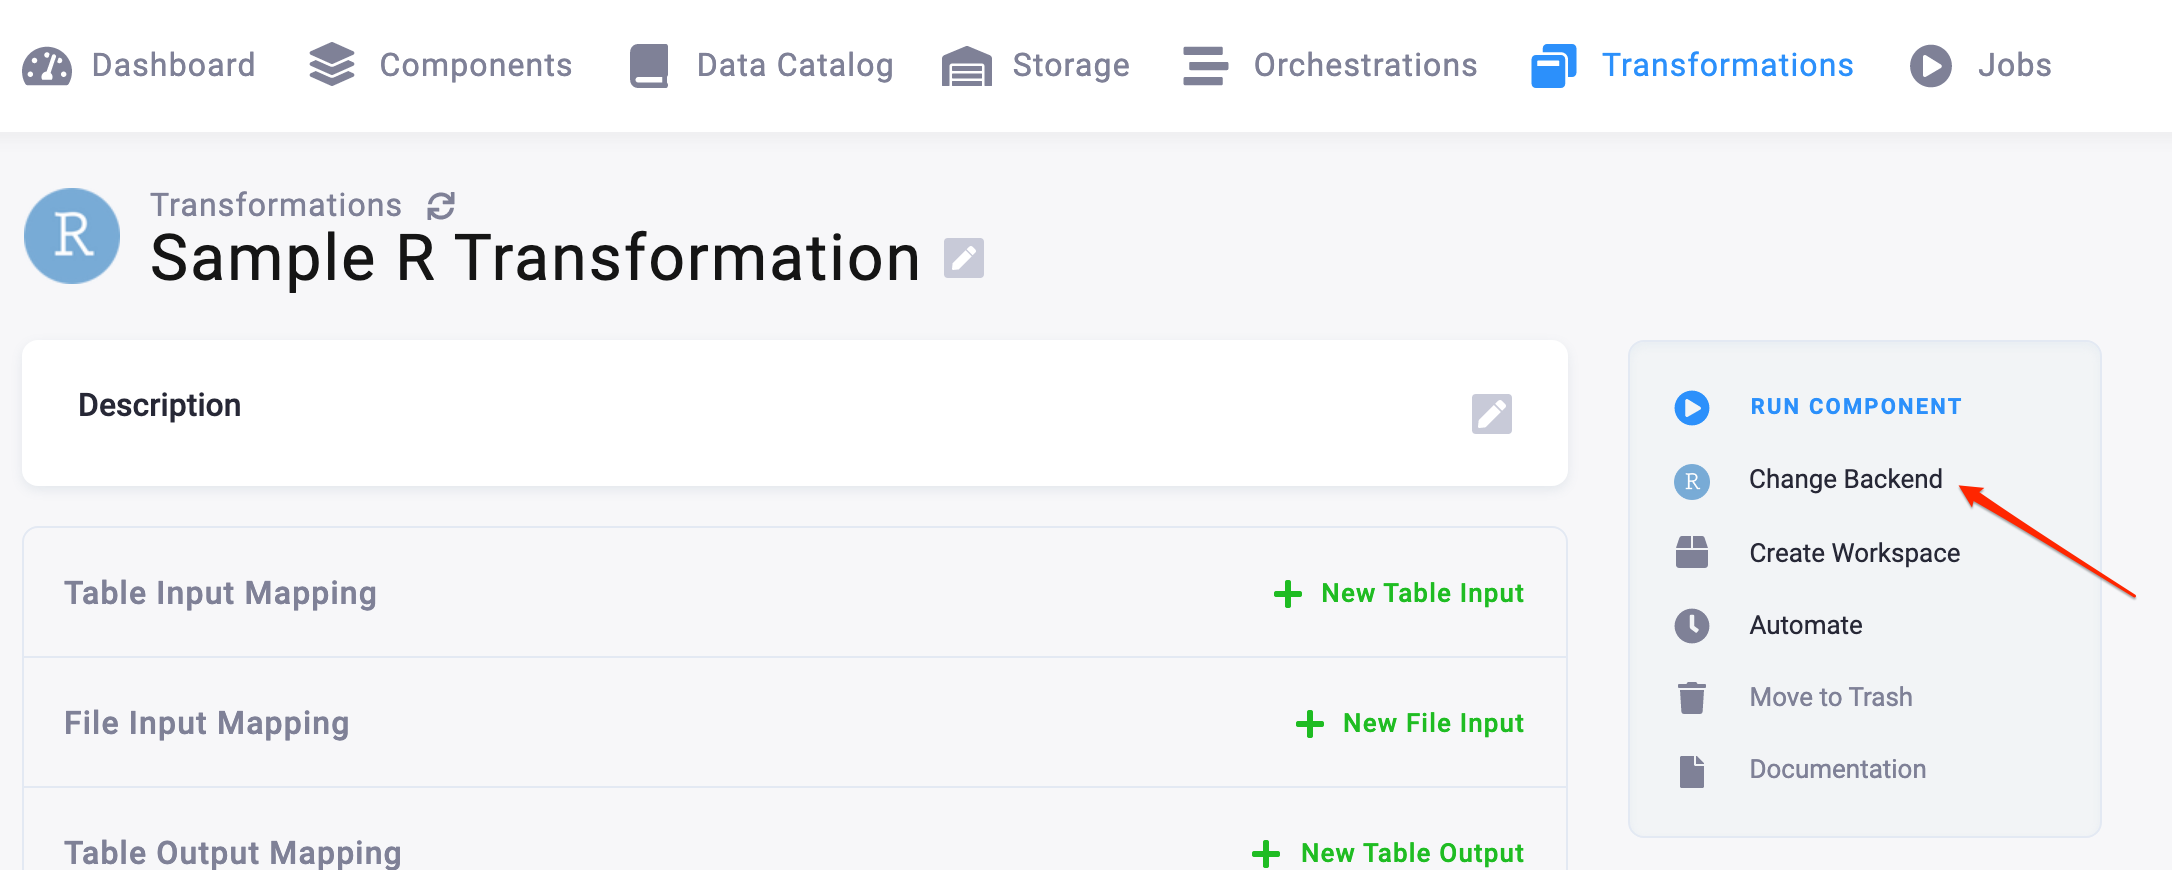 Dashboard Components Data Catalog Storage Orchestrations Transformations Jobs
R
Transformations
Sample R Transformation
Description
Table Input Mapping
New Table Input
File Input Mapping
New File Input
Table Output Mapping
New Table Output
RUN COMPONENT
R Change Backend
Create Workspace
Automate
Move to Trash
Documentation